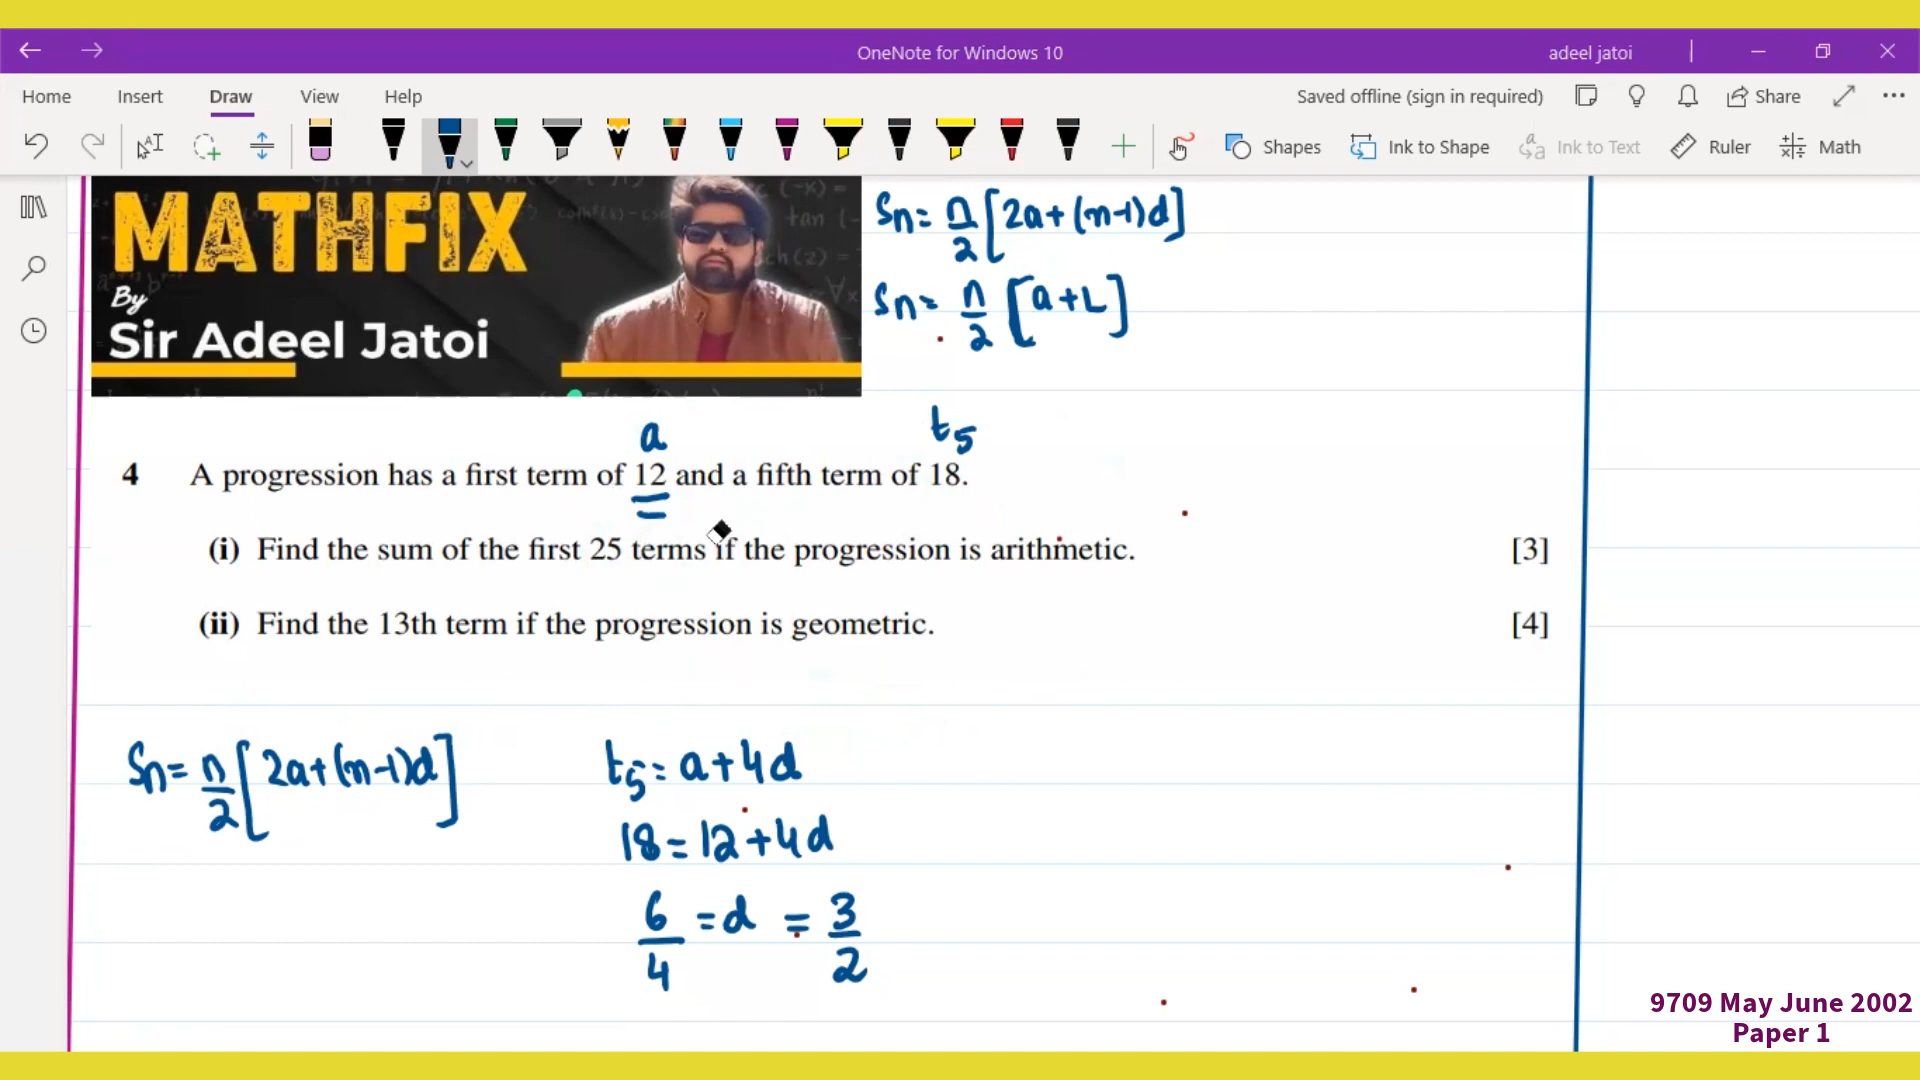 OneNote for Windows 10
adeel jatoi
Home Insert Draw View Help
Saved offline (sign in required)
Share
Shapes
Ink to Shape
Ink to Text
Ruler
Math
MATHFIX
By
Sir Adeel Jatoi
Sn = n/2 [2a+(n-1)d]
Sn = n/2 [a+L]
a
t5
4 A progression has a first term of 12 and a fifth term of 18.
(i) Find the sum of the first 25 terms if the progression is arithmetic. [3]
(ii) Find the 13th term if the progression is geometric. [4]
Sn = n/2 [2a+(n-1)d]
t5 = a+4d
18 = 12+4d
6/4 = d = 3/2
9709 May June 2002
Paper 1